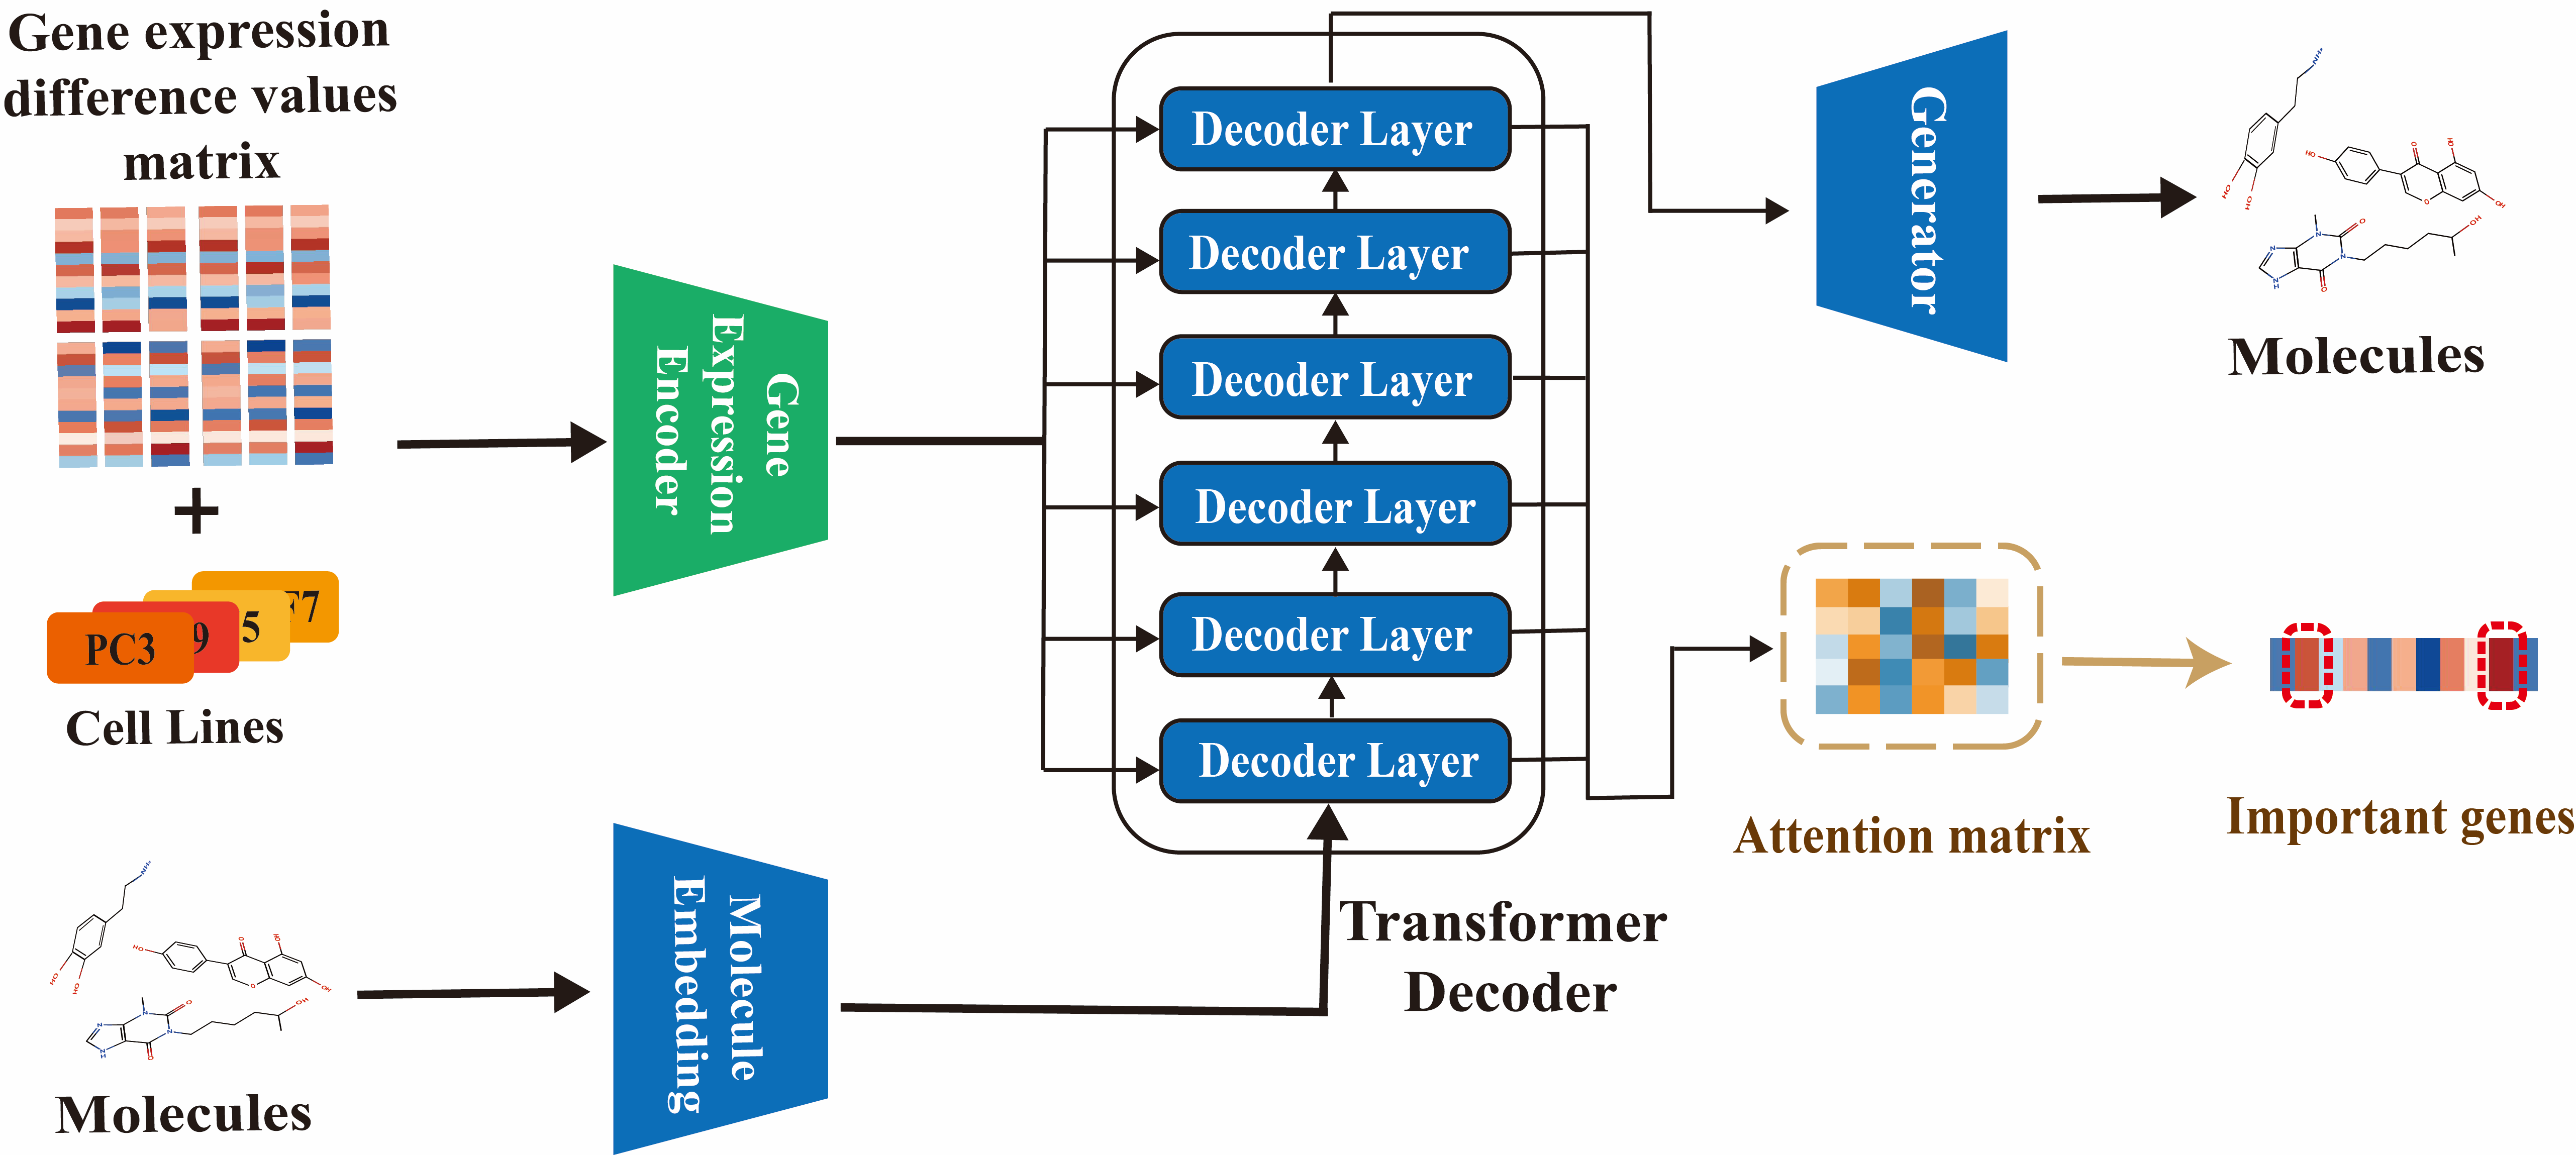 Gene expression
difference values
matrix
+
PC3
9
5
F7
Cell Lines
Molecules
Gene
Expression
Encoder
Molecule
Embedding
Decoder Layer
Decoder Layer
Decoder Layer
Decoder Layer
Decoder Layer
Decoder Layer
Transformer
Decoder
Generator
Molecules
Attention matrix
Important genes